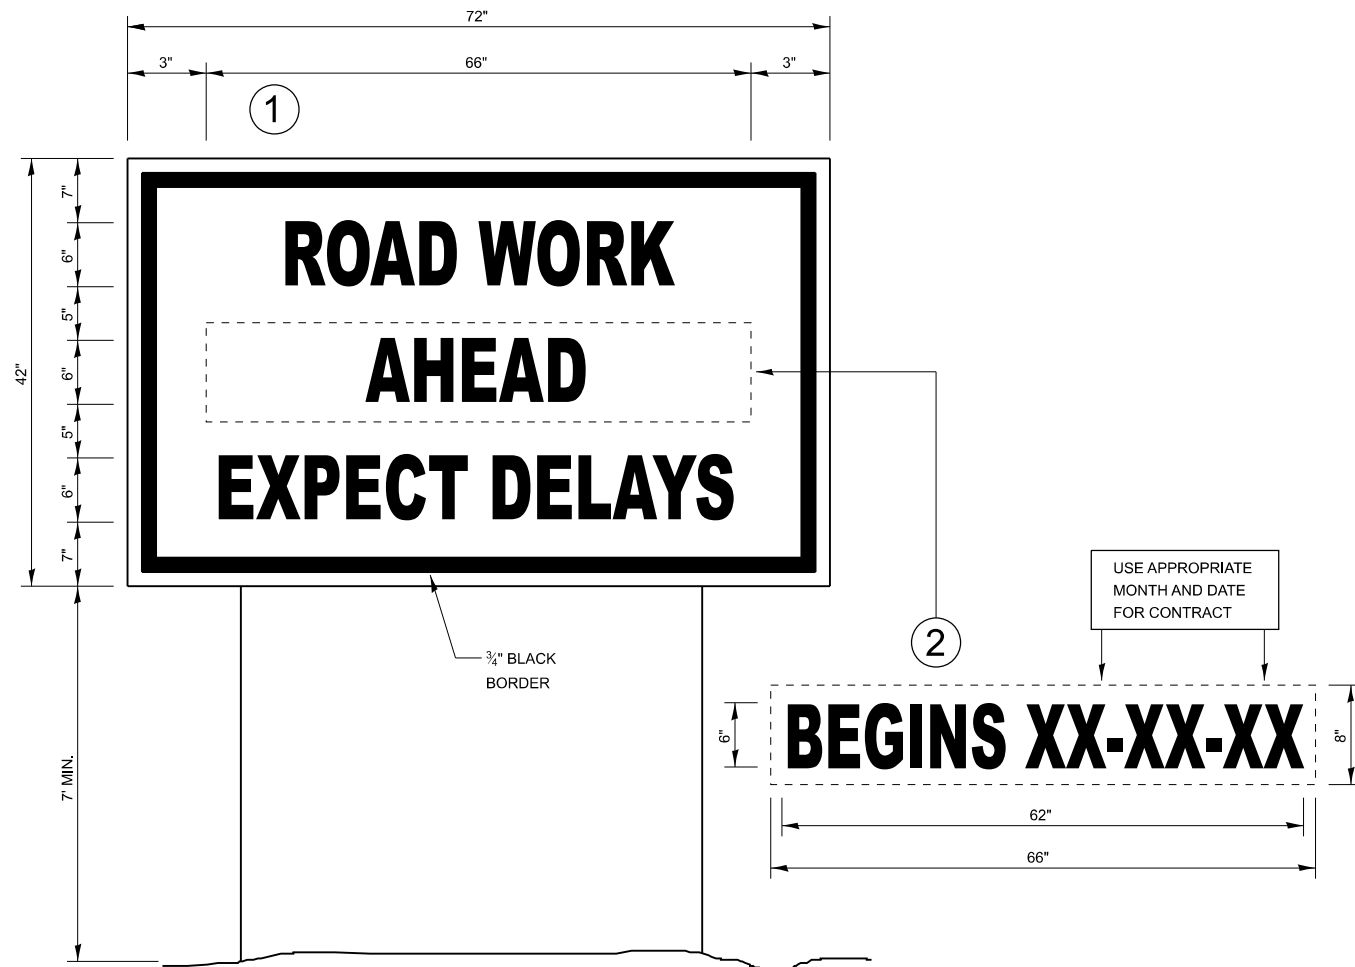 72"
3" 66" 3"
1
7"
6"
5"
6"
5"
6"
7"
42"
ROAD WORK
AHEAD
EXPECT DELAYS
¾" BLACK
BORDER
7' MIN.
2
USE APPROPRIATE
MONTH AND DATE
FOR CONTRACT
6"
BEGINS XX-XX-XX
8"
62"
66"